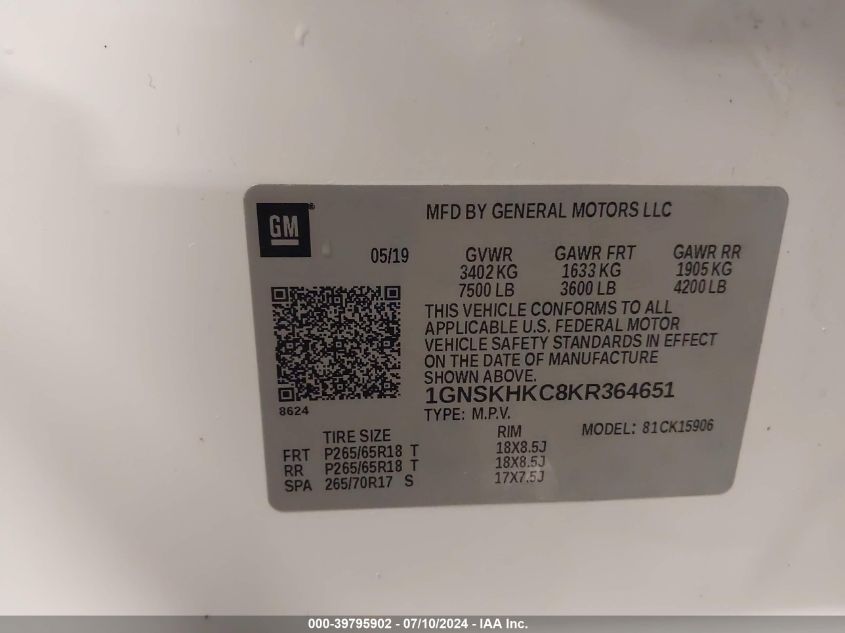 GM®
MFD BY GENERAL MOTORS LLC
05/19 GVWR GAWR FRT GAWR RR
3402 KG 1633 KG 1905 KG
7500 LB 3600 LB 4200 LB
THIS VEHICLE CONFORMS TO ALL
APPLICABLE U.S. FEDERAL MOTOR
VEHICLE SAFETY STANDARDS IN EFFECT
ON THE DATE OF MANUFACTURE
SHOWN ABOVE.
1GNSKHKC8KR364651
8624
TYPE: M.P.V. MODEL: 81CK15906
TIRE SIZE RIM
FRT P265/65R18 T 18X8.5J
RR P265/65R18 T 18X8.5J
SPA 265/70R17 S 17X7.5J
000-39795902 - 07/10/2024 - IAA Inc.